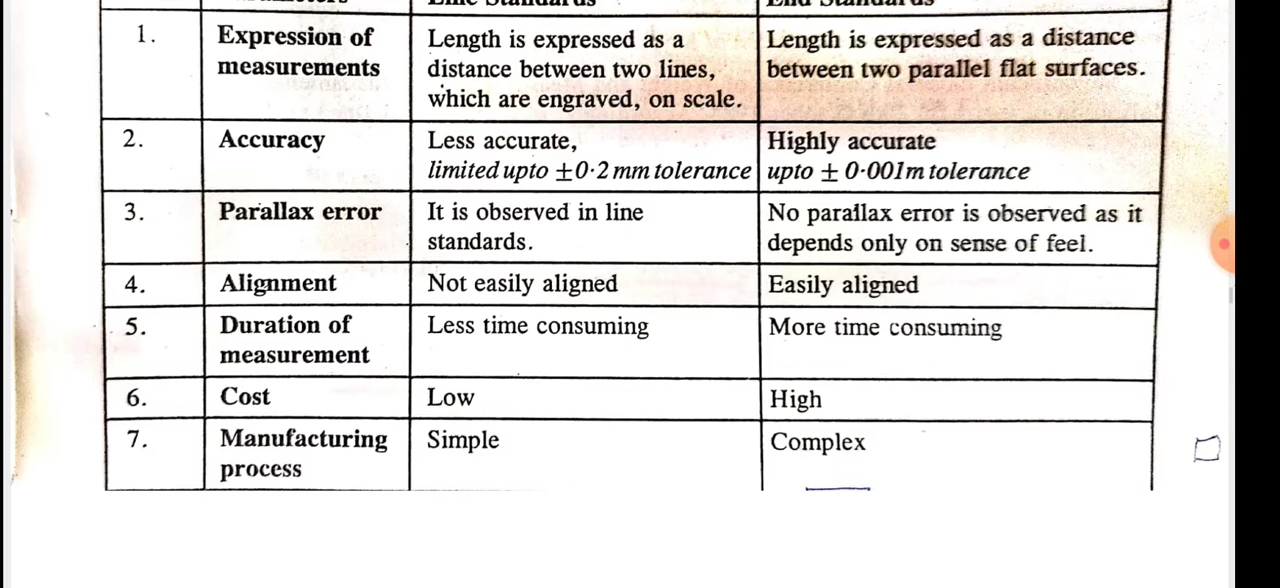 1. Expression of measurements Length is expressed as a distance between two lines, which are engraved, on scale. Length is expressed as a distance between two parallel flat surfaces.
2. Accuracy Less accurate, limited upto ±0·2 mm tolerance Highly accurate upto ± 0·001m tolerance
3. Parallax error It is observed in line standards. No parallax error is observed as it depends only on sense of feel.
4. Alignment Not easily aligned Easily aligned
5. Duration of measurement Less time consuming More time consuming
6. Cost Low High
7. Manufacturing process Simple Complex